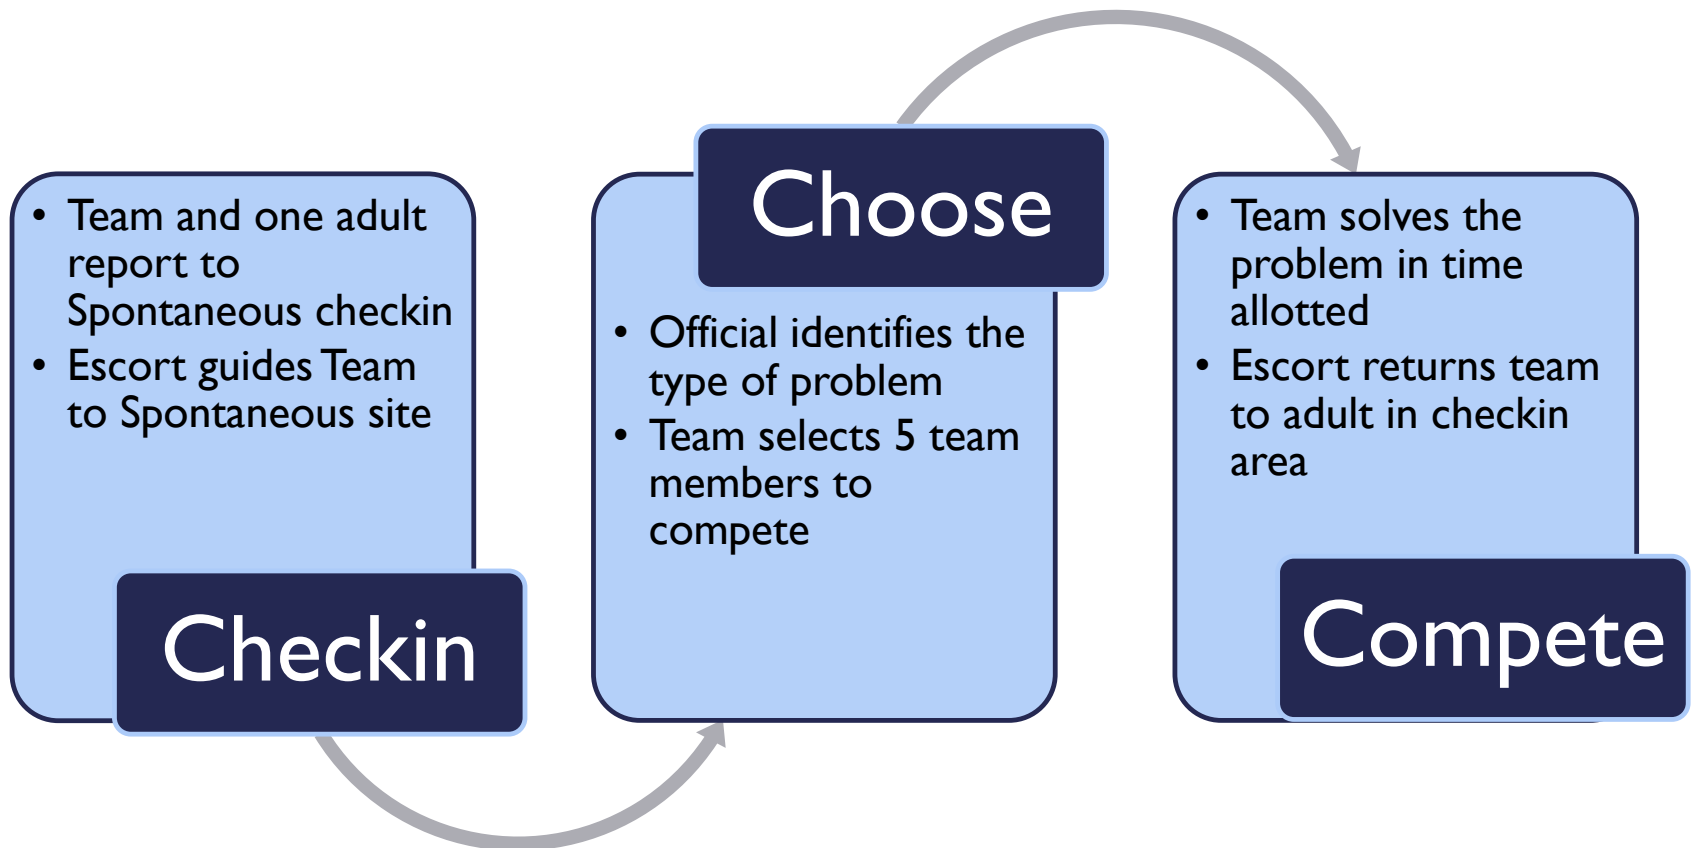 • Team and one adult
report to
Spontaneous checkin
• Escort guides Team
to Spontaneous site
Checkin
Choose
• Official identifies the
type of problem
• Team selects 5 team
members to
compete
• Team solves the
problem in time
allotted
• Escort returns team
to adult in checkin
area
Compete